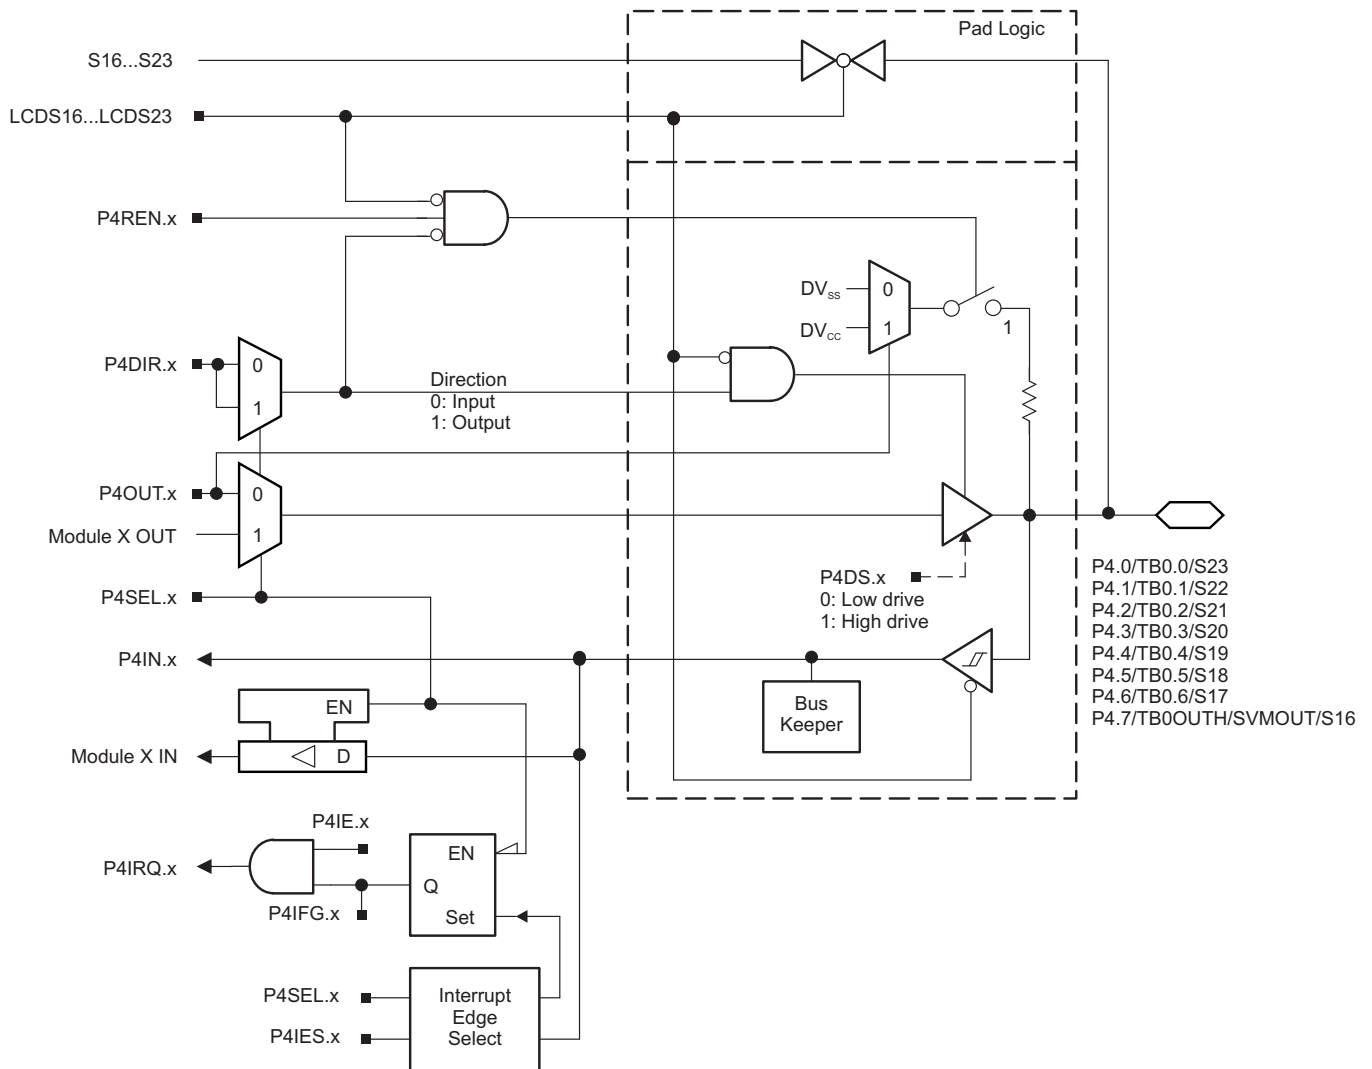 Pad Logic
S16...S23
LCDS16...LCDS23
P4REN.x
DVSS
0
DVCC
1
1
P4DIR.x
0
1
Direction
0: Input
1: Output
P4OUT.x
0
Module X OUT
1
P4DS.x
0: Low drive
1: High drive
P4SEL.x
P4.0/TB0.0/S23
P4.1/TB0.1/S22
P4.2/TB0.2/S21
P4.3/TB0.3/S20
P4.4/TB0.4/S19
P4.5/TB0.5/S18
P4.6/TB0.6/S17
P4.7/TB0OUTH/SVMOUT/S16
P4IN.x
Bus
Keeper
EN
Module X IN
D
P4IE.x
P4IRQ.x
EN
Q
P4IFG.x
Set
P4SEL.x
P4IES.x
Interrupt
Edge
Select